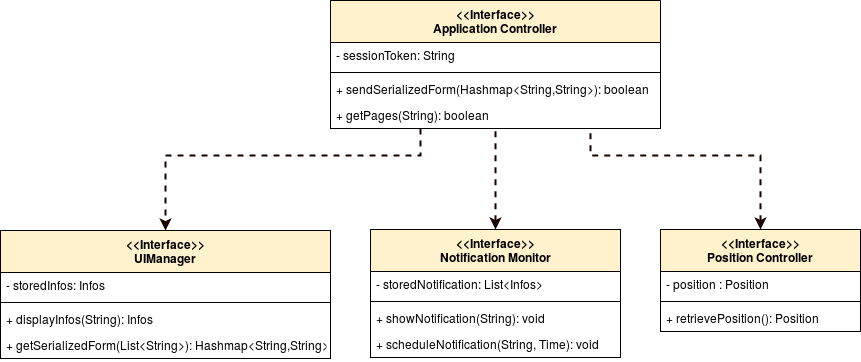 <<Interface>>
Application Controller
- sessionToken: String
+ sendSerializedForm(Hashmap<String,String>): boolean
+ getPages(String): boolean
<<Interface>>
UIManager
- storedInfos: Infos
+ displayInfos(String): Infos
+ getSerializedForm(List<String>): Hashmap<String,String>
<<Interface>>
Notification Monitor
- storedNotification: List<Infos>
+ showNotification(String): void
+ scheduleNotification(String, Time): void
<<Interface>>
Position Controller
- position : Position
+ retrievePosition(): Position